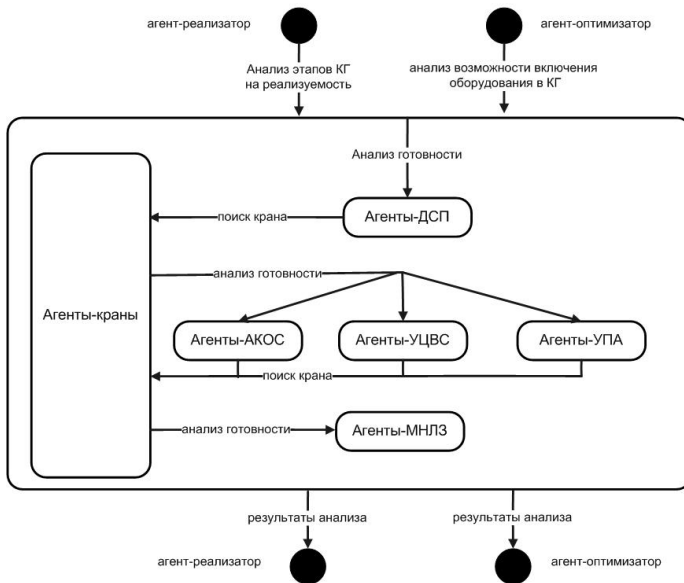 агент-реализатор
агент-оптимизатор
Анализ этапов КГ
на реализуемость
анализ возможности включения
оборудования в КГ
Анализ готовности
Агенты-ДСП
поиск крана
анализ готовности
Агенты-краны
Агенты-АКОС
Агенты-УЦВС
Агенты-УПА
поиск крана
анализ готовности
Агенты-МНЛЗ
результаты анализа
результаты анализа
агент-реализатор
агент-оптимизатор